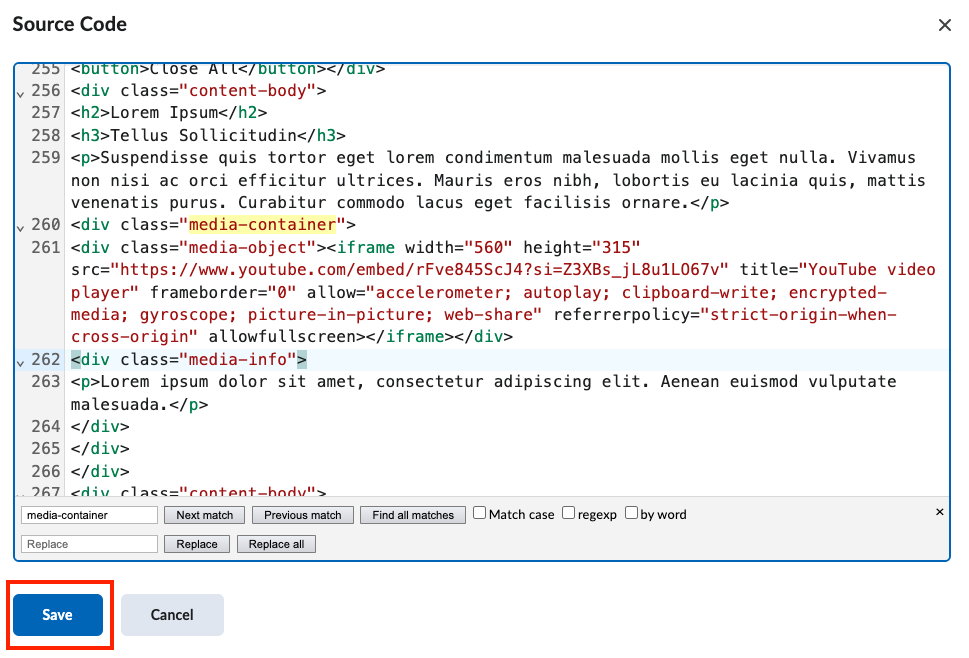 Source Code
255 <button>Close All</button></div>
256 <div class="content-body">
257 <h2>Lorem Ipsum</h2>
258 <h3>Tellus Sollicitudin</h3>
259 <p>Suspendisse quis tortor eget lorem condimentum malesuada mollis eget nulla. Vivamus
non nisi ac orci efficitur ultrices. Mauris eros nibh, lobortis eu lacinia quis, mattis
venenatis purus. Curabitur commodo lacus eget facilisis ornare.</p>
260 <div class="media-container">
261 <div class="media-object"><iframe width="560" height="315"
src="https://www.youtube.com/embed/rFve845ScJ4?si=Z3XBs_jL8u1LO67v" title="YouTube video
player" frameborder="0" allow="accelerometer; autoplay; clipboard-write; encrypted-
media; gyroscope; picture-in-picture; web-share" referrerpolicy="strict-origin-when-
cross-origin" allowfullscreen></iframe></div>
262 <div class="media-info">
263 <p>Lorem ipsum dolor sit amet, consectetur adipiscing elit. Aenean euismod vulputate
malesuada.</p>
264 </div>
265 </div>
266 </div>
267 <div class="content-body">
media-container Next match Previous match Find all matches Match case regexp by word ×
Replace Replace Replace all
Save Cancel